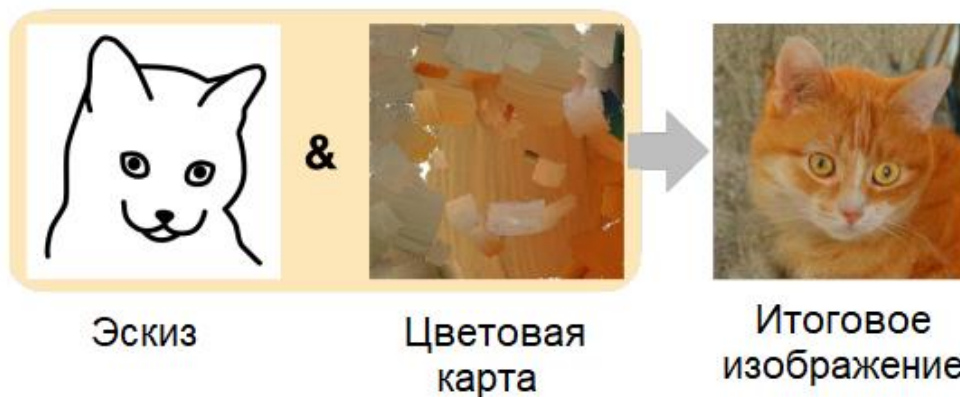 &
Эскиз
Цветовая
карта
Итоговое
изображение